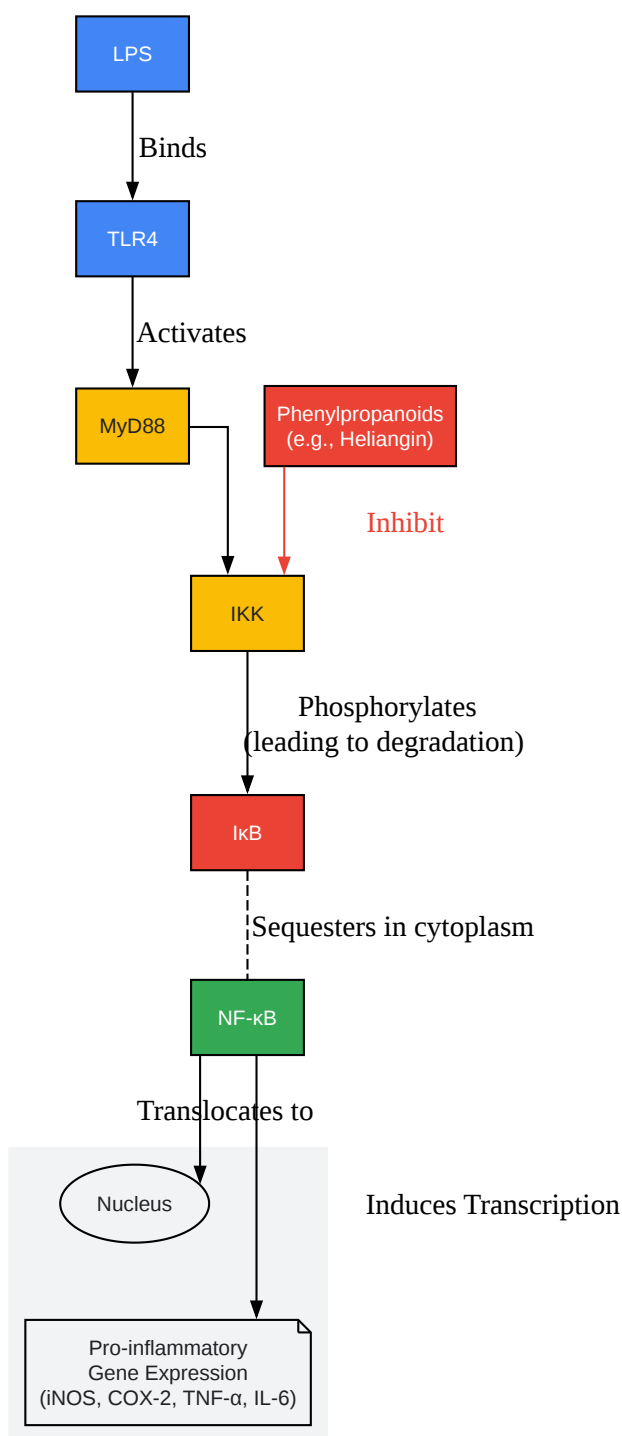 LPS
Binds
TLR4
Activates
MyD88
Phenylpropanoids
(e.g., Heliangin)
Inhibit
IKK
Phosphorylates
(leading to degradation)
IκB
Sequesters in cytoplasm
NF-κB
Translocates to
Nucleus
Induces Transcription
Pro-inflammatory
Gene Expression
(iNOS, COX-2, TNF-α, IL-6)